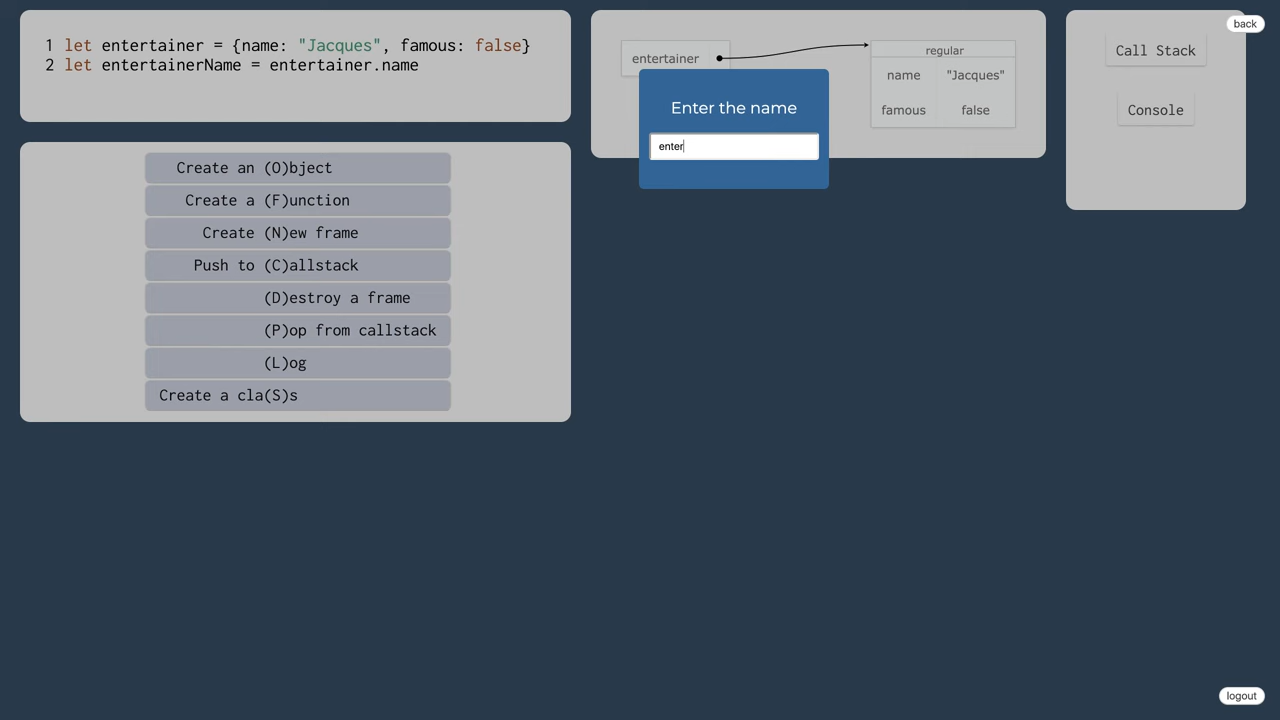 1 let entertainer = {name: "Jacques", famous: false}
2 let entertainerName = entertainer.name
Create an (O)bject
Create a (F)unction
Create (N)ew frame
Push to (C)allstack
(D)estroy a frame
(P)op from callstack
(L)og
Create a cla(S)s
entertainer
regular
name "Jacques"
famous false
Enter the name
enter
back
Call Stack
Console
logout